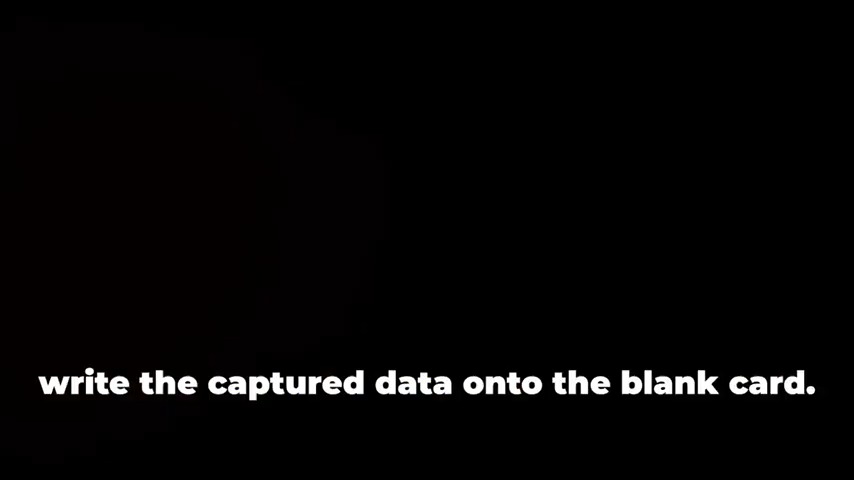 write the captured data onto the blank card.